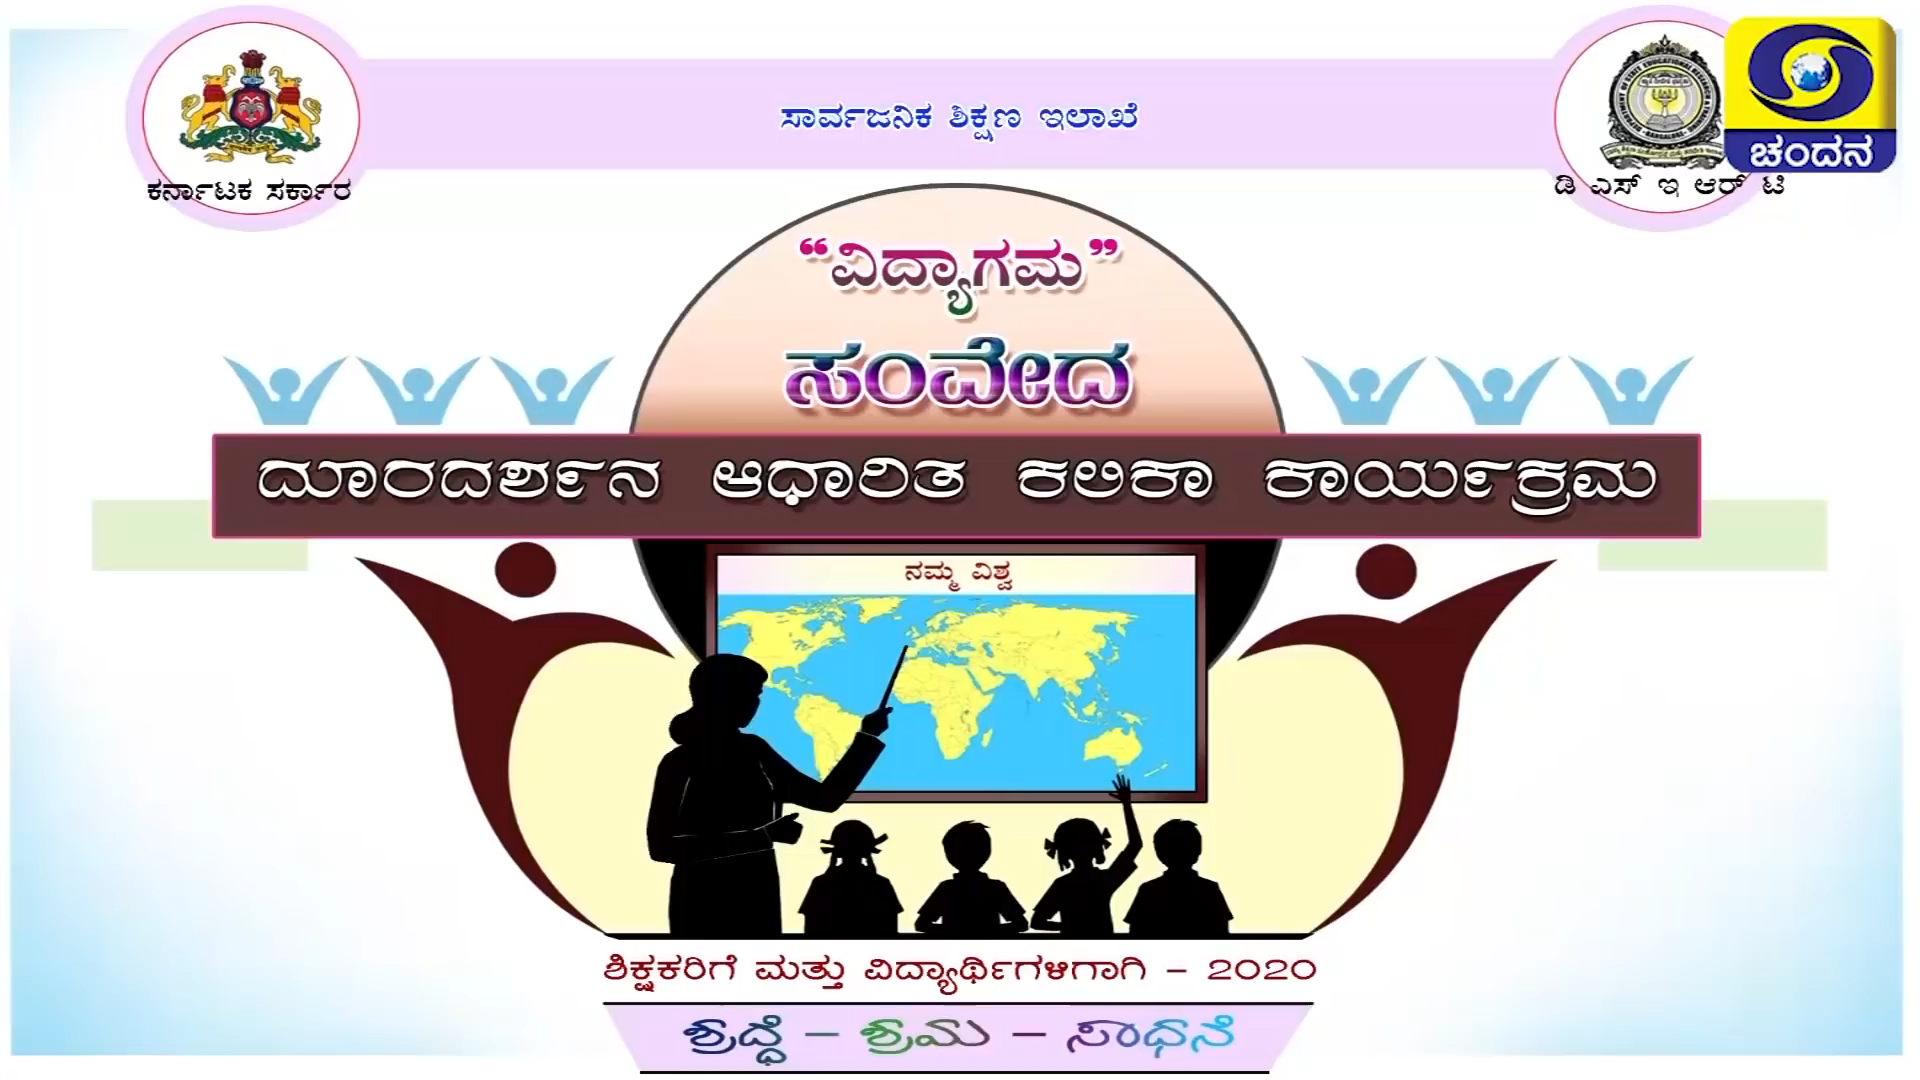 ಸಾರ್ವಜನಿಕ ಶಿಕ್ಷಣ ಇಲಾಖೆ
ಕರ್ನಾಟಕ ಸರ್ಕಾರ
ಡಿ ಎಸ್ ಇ ಆರ್ ಟಿ
ಚಂದನ
“ವಿದ್ಯಾಗಮ”
ಸಂವೇದ
ದೂರದರ್ಶನ ಆಧಾರಿತ ಕಲಿಕಾ ಕಾರ್ಯಕ್ರಮ
ನಮ್ಮ ವಿಶ್ವ
ಶಿಕ್ಷಕರಿಗೆ ಮತ್ತು ವಿದ್ಯಾರ್ಥಿಗಳಿಗಾಗಿ – 2020
ಶ್ರದ್ಧೆ – ಶ್ರಮ – ಸಾಧನೆ